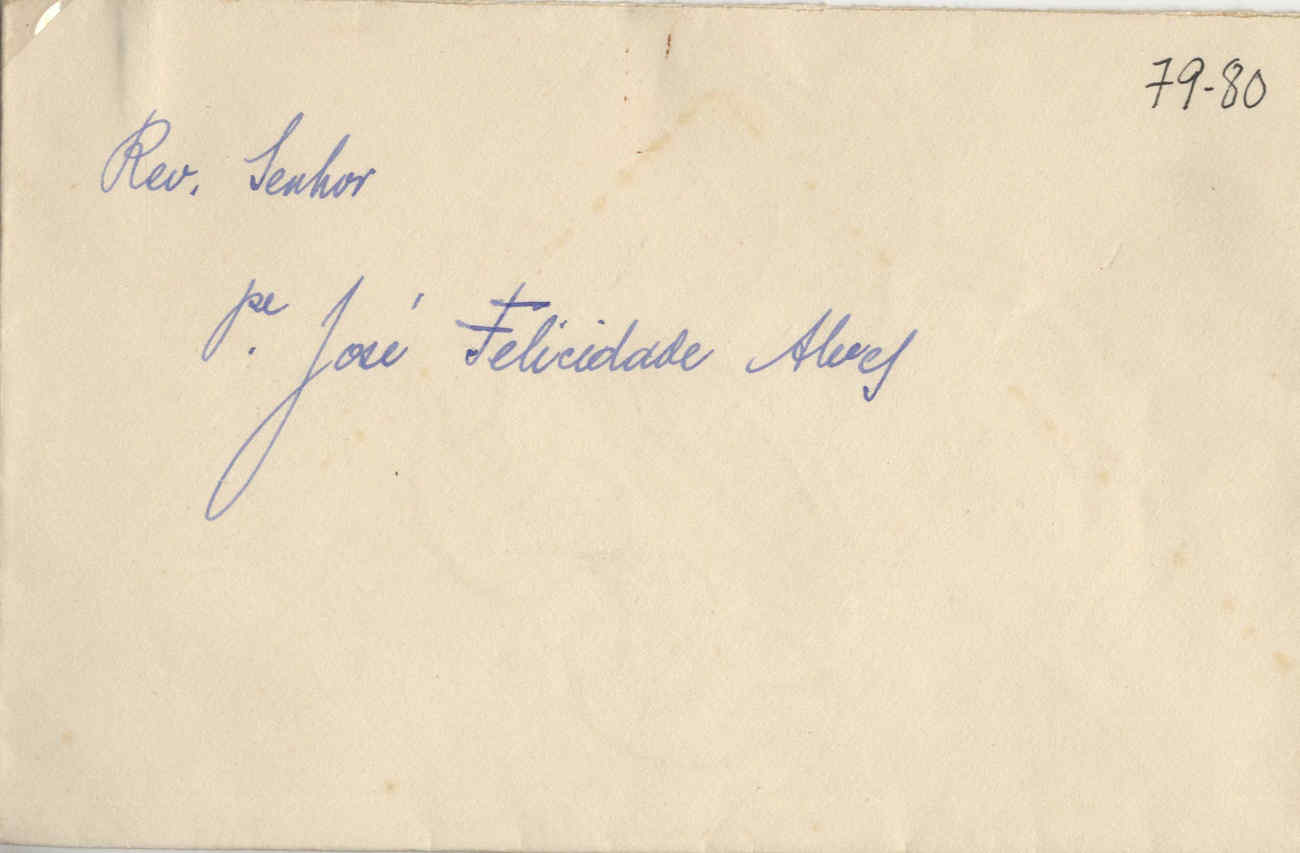 79-80
Rev. Senhor
Pe. José Felicidade Alves